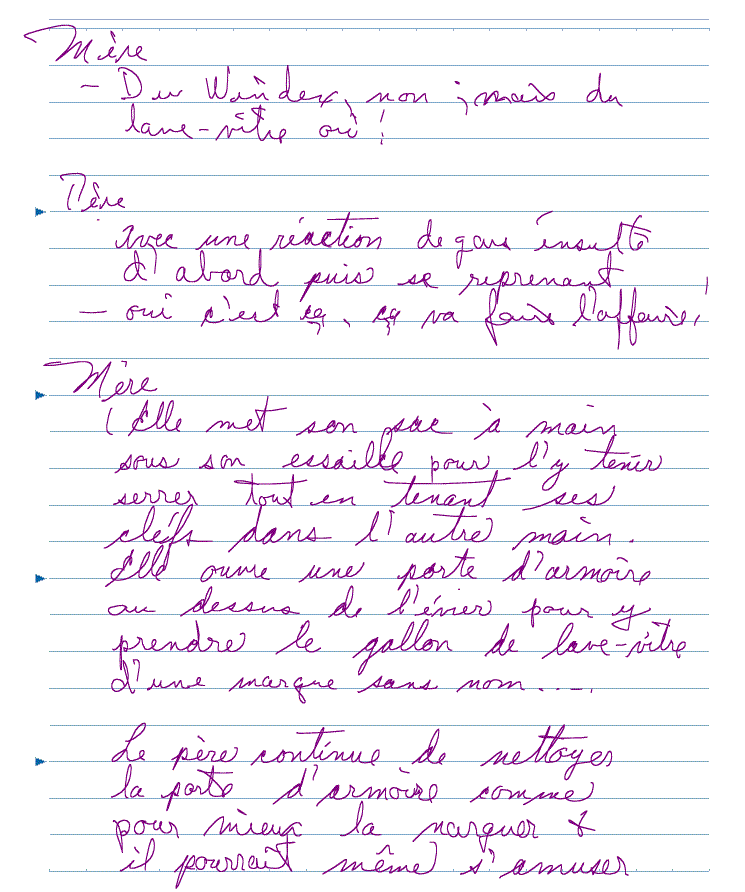 Mère
- Du Windex, non ; mais du
lave-vitre oui !
Père
Avec une réaction de gars insulté
d'abord puis se reprenant
- oui c'est ça, ça va faire l'affaire,
Mère
(Elle met son sac à main
sous son essaille pour l'y tenir
serrer tout en tenant ses
cléfs dans l'autre main.
Elle ouvre une porte d'armoire
au dessus de l'évier pour y
prendre le gallon de lave-vitre
d'une marque sans nom.....
Le père continue de nettoyer
la porte d'armoire comme
pour mieux la narguer &
il pourrait même s'amuser